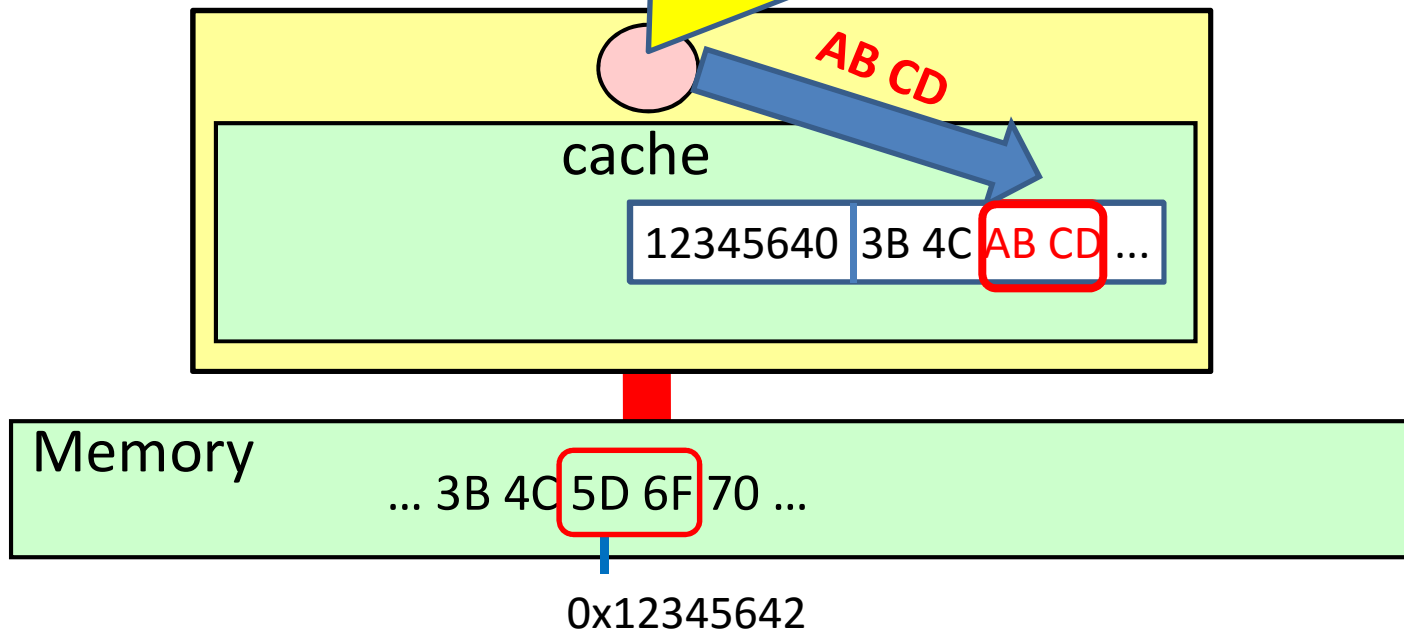 AB CD
cache
12345640 3B 4C AB CD ...
Memory
... 3B 4C 5D 6F 70 ...
0x12345642